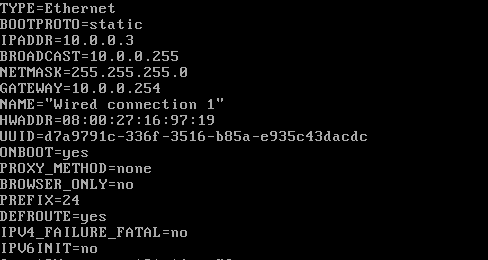 TYPE=Ethernet
BOOTPROTO=static
IPADDR=10.0.0.3
BROADCAST=10.0.0.255
NETMASK=255.255.255.0
GATEWAY=10.0.0.254
NAME="Wired connection 1"
HWADDR=08:00:27:16:97:19
UUID=d7a9791c-336f-3516-b85a-e935c43dacdc
ONBOOT=yes
PROXY_METHOD=none
BROWSER_ONLY=no
PREFIX=24
DEFROUTE=yes
IPV4_FAILURE_FATAL=no
IPV6INIT=no